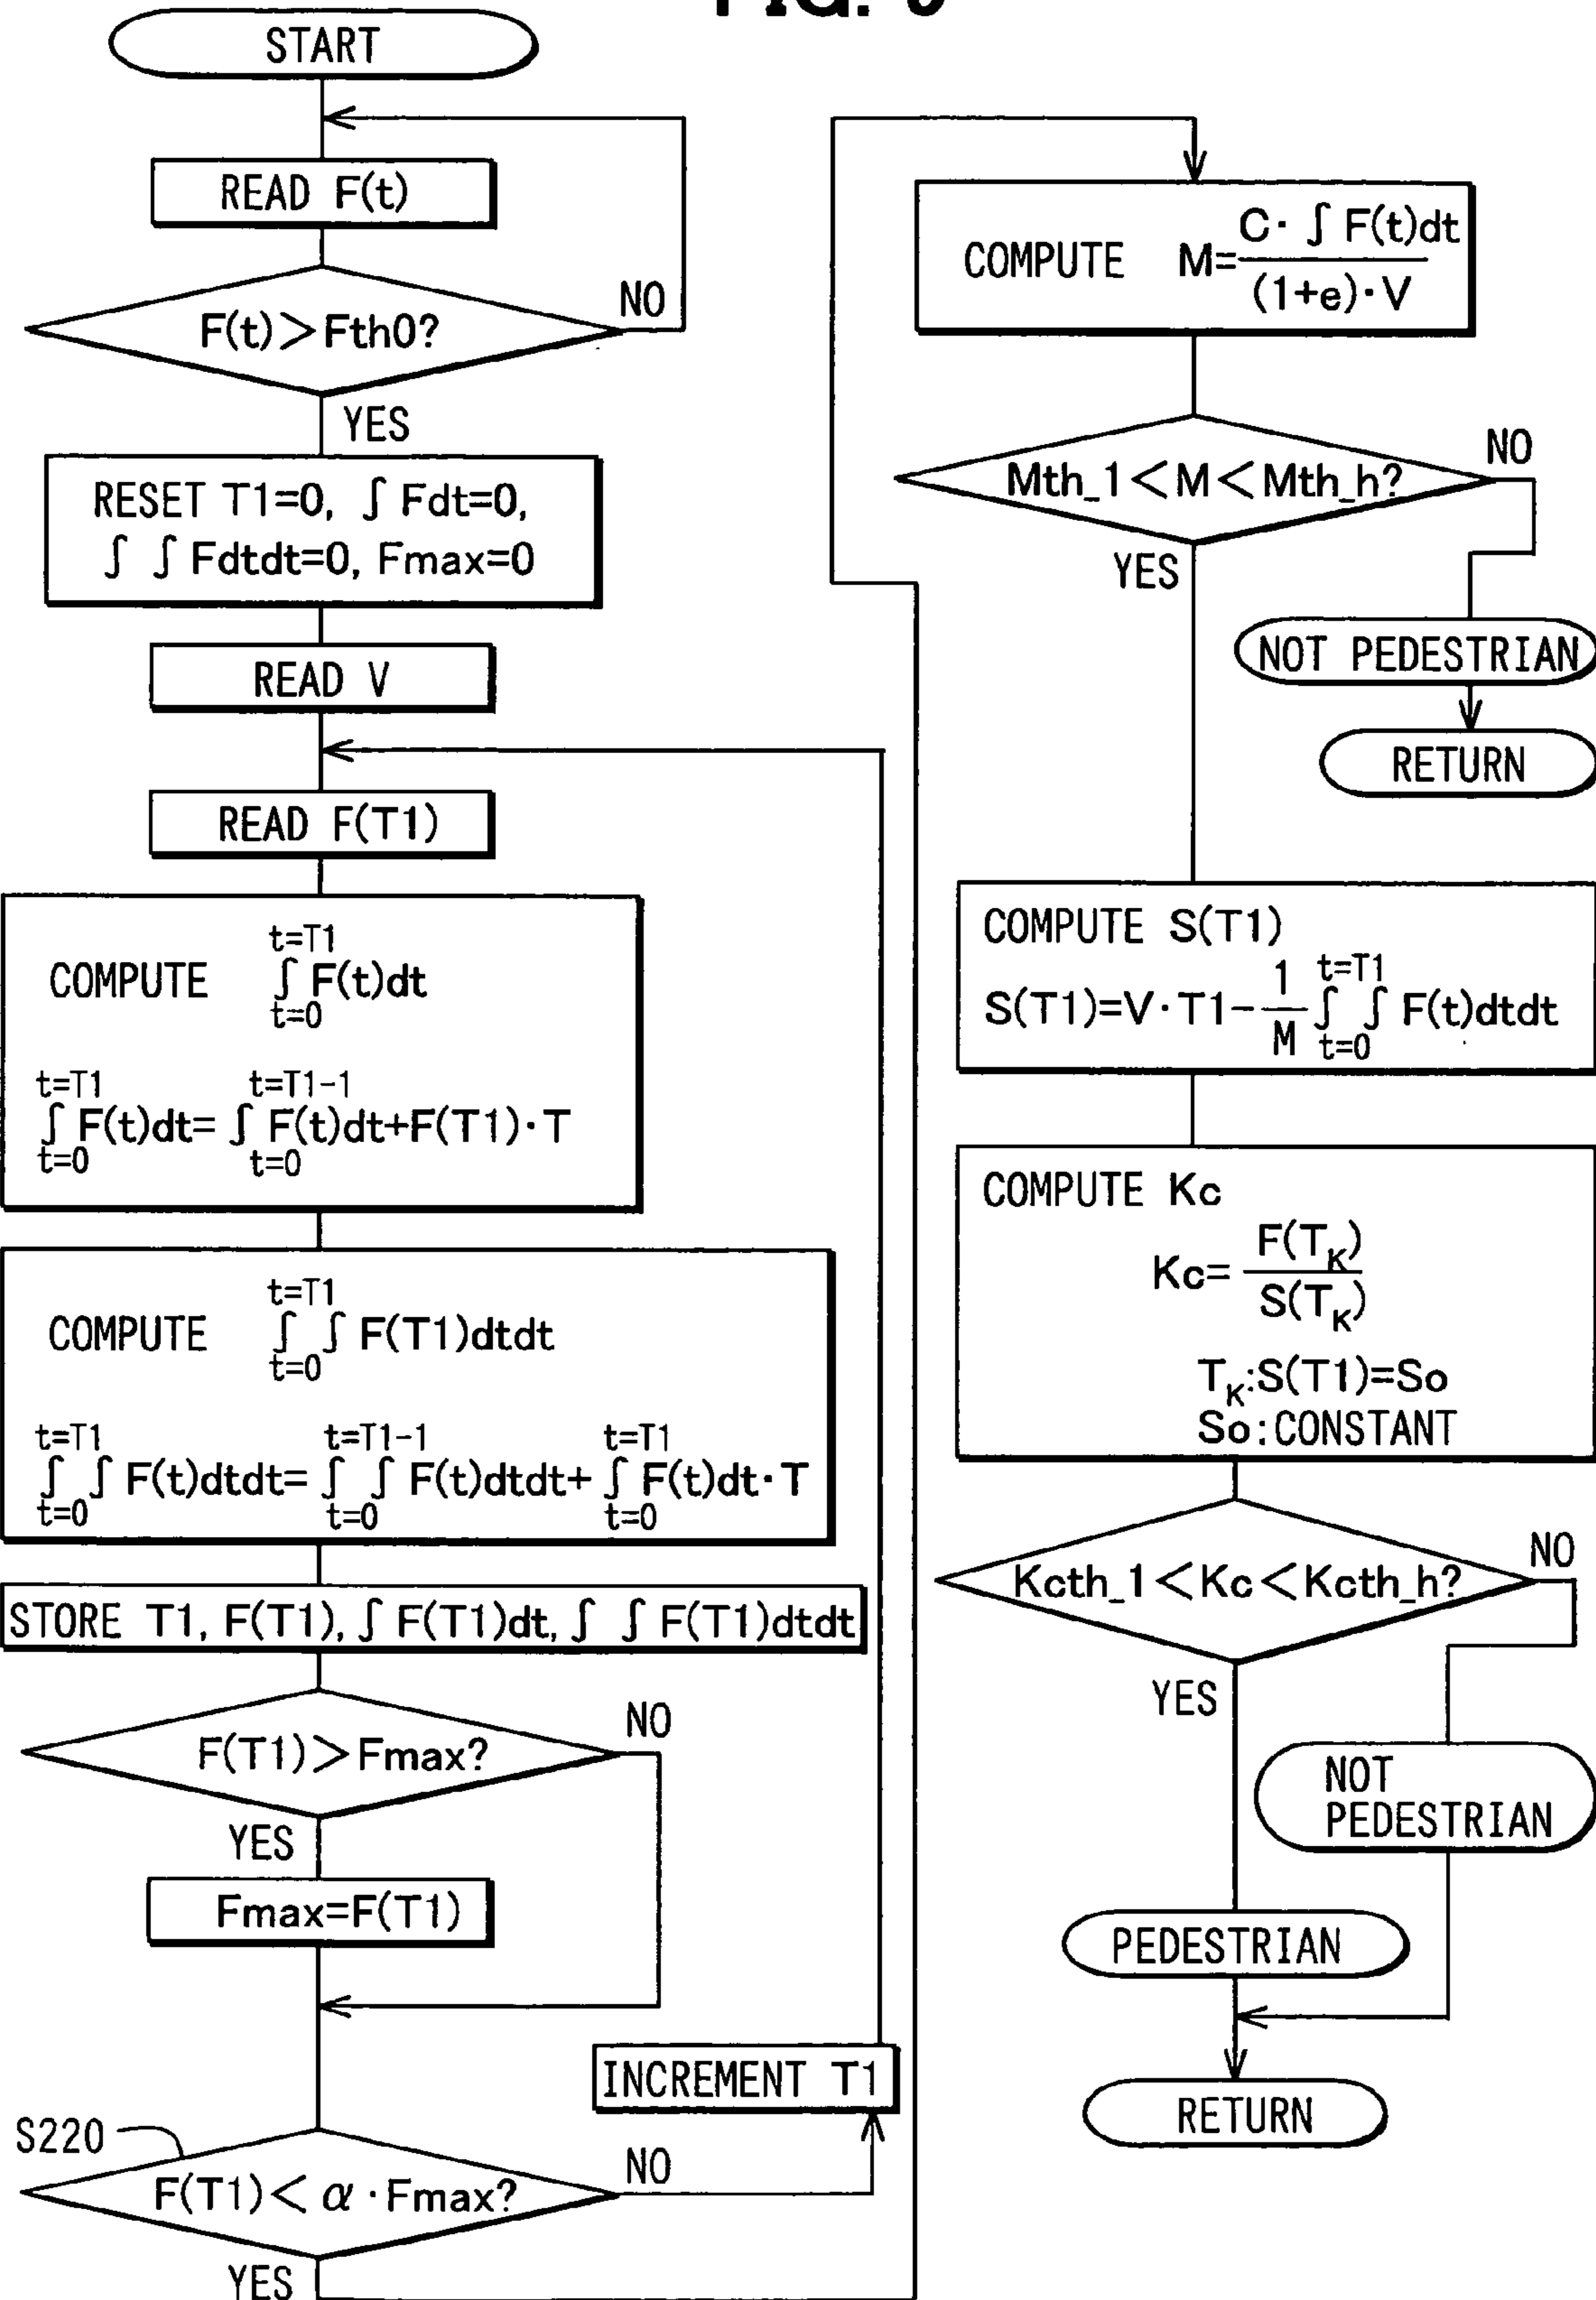 START
READ F(t)
F(t)>Fth0?
NO
YES
RESET T1=0, ∫ Fdt=0,
∫ ∫ Fdtdt=0, Fmax=0
READ V
READ F(T1)
t=T1
COMPUTE ∫ F(t)dt
t=0
t=T1 t=T1-1
∫ F(t)dt= ∫ F(t)dt+F(T1)·T
t=0 t=0
t=T1
COMPUTE ∫ ∫ F(T1)dtdt
t=0
t=T1 t=T1-1 t=T1
∫ ∫ F(t)dtdt= ∫ ∫ F(t)dtdt+ ∫ F(t)dt·T
t=0 t=0 t=0
STORE T1, F(T1), ∫ F(T1)dt, ∫ ∫ F(T1)dtdt
F(T1)>Fmax?
NO
YES
Fmax=F(T1)
INCREMENT T1
S220
F(T1)< α ·Fmax?
NO
YES
C· ∫ F(t)dt
COMPUTE M=
(1+e)·V
Mth_1<M<Mth_h?
NO
YES
NOT PEDESTRIAN
RETURN
COMPUTE S(T1)
1 t=T1
S(T1)=V·T1- ∫ ∫ F(t)dtdt
M t=0
COMPUTE Kc
F(TK)
Kc=
S(TK)
TK:S(T1)=So
So:CONSTANT
Kcth_1<Kc<Kcth_h?
NO
YES
NOT
PEDESTRIAN
PEDESTRIAN
RETURN